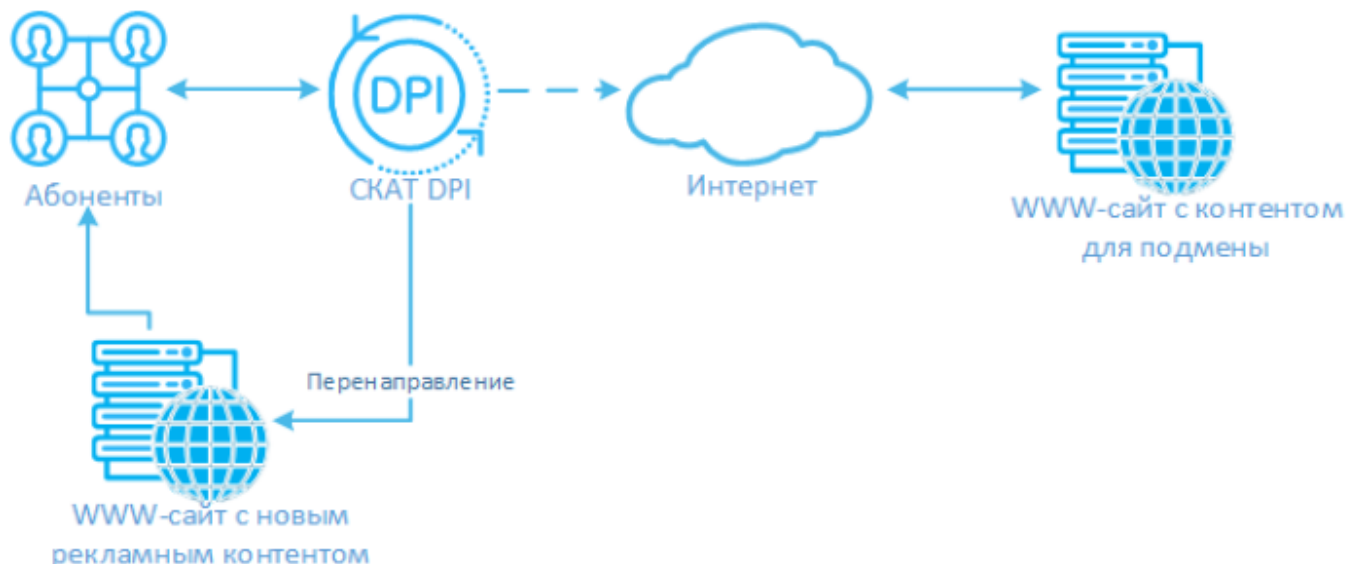 DPI
Абоненты
СКАТ DPI
Интернет
WWW-сайт с контентом
для подмены
Перенаправление
WWW-сайт с новым
рекламным контентом